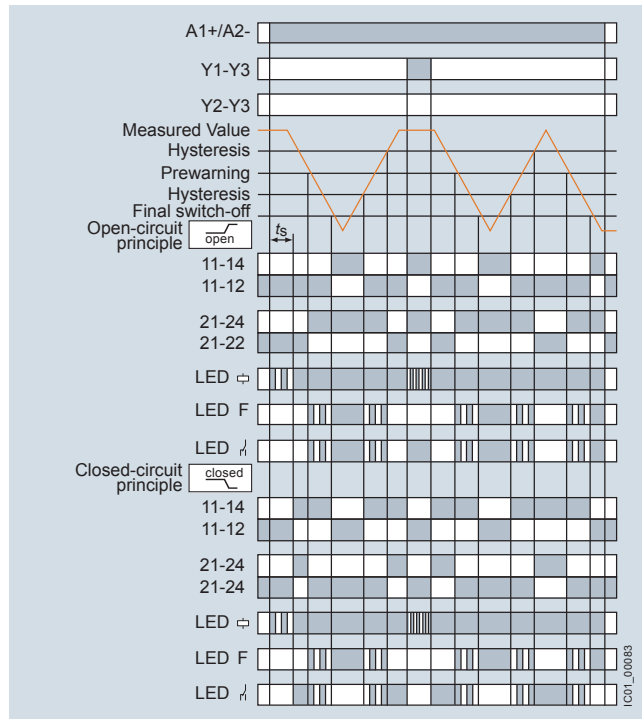 A1+/A2-
Y1-Y3
Y2-Y3
Measured Value
Hysteresis
Prewarning
Hysteresis
Final switch-off
Open-circuit
principle
open
ts
11-14
11-12
21-24
21-22
LED
LED F
LED
Closed-circuit
principle
closed
11-14
11-12
21-24
21-24
LED
LED F
LED
IC01_00083